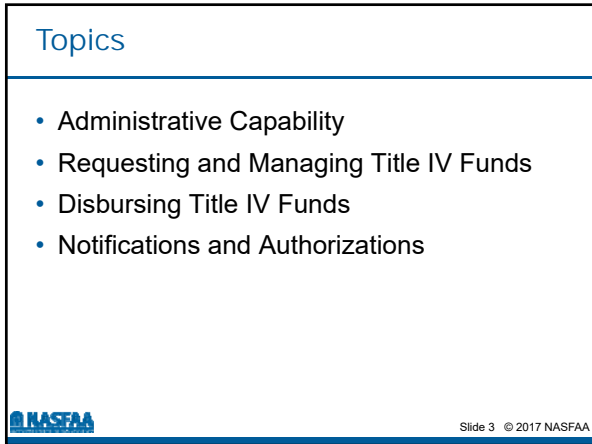 Topics
• Administrative Capability
• Requesting and Managing Title IV Funds
• Disbursing Title IV Funds
• Notifications and Authorizations
NASFAA
Slide 3 © 2017 NASFAA